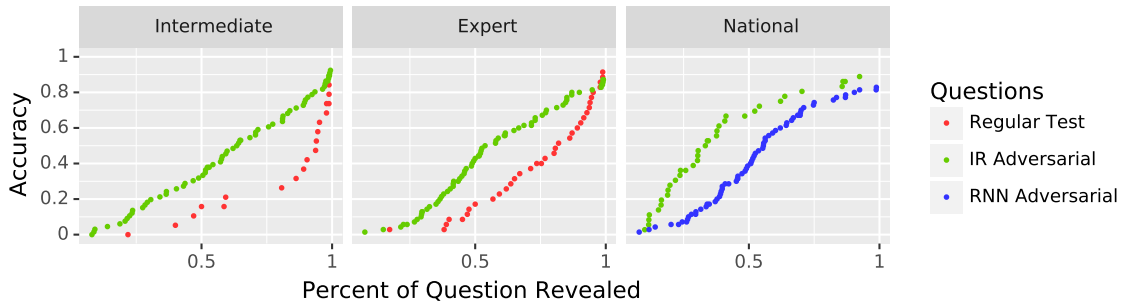 Intermediate
Expert
National
Accuracy
1
0.8
0.6
0.4
0.2
0
0.5
1
0.5
1
0.5
1
Percent of Question Revealed
Questions
Regular Test
IR Adversarial
RNN Adversarial